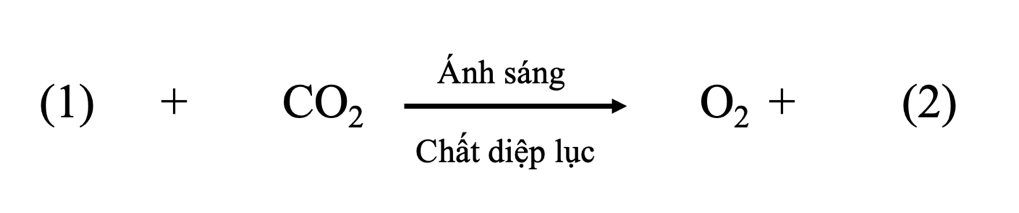 Ánh sáng
(1) + CO₂ → O₂ + (2)
Chất diệp lục